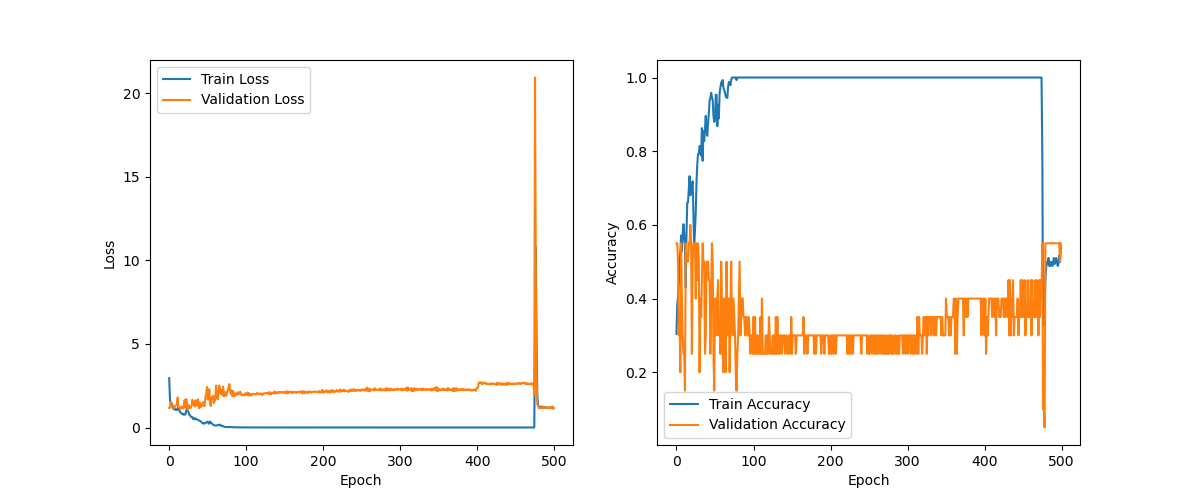 Train Loss
Validation Loss
20
15
10
5
0
0 100 200 300 400 500
Epoch
Loss
1.0
0.8
0.6
0.4
0.2
Train Accuracy
Validation Accuracy
0 100 200 300 400 500
Epoch
Accuracy